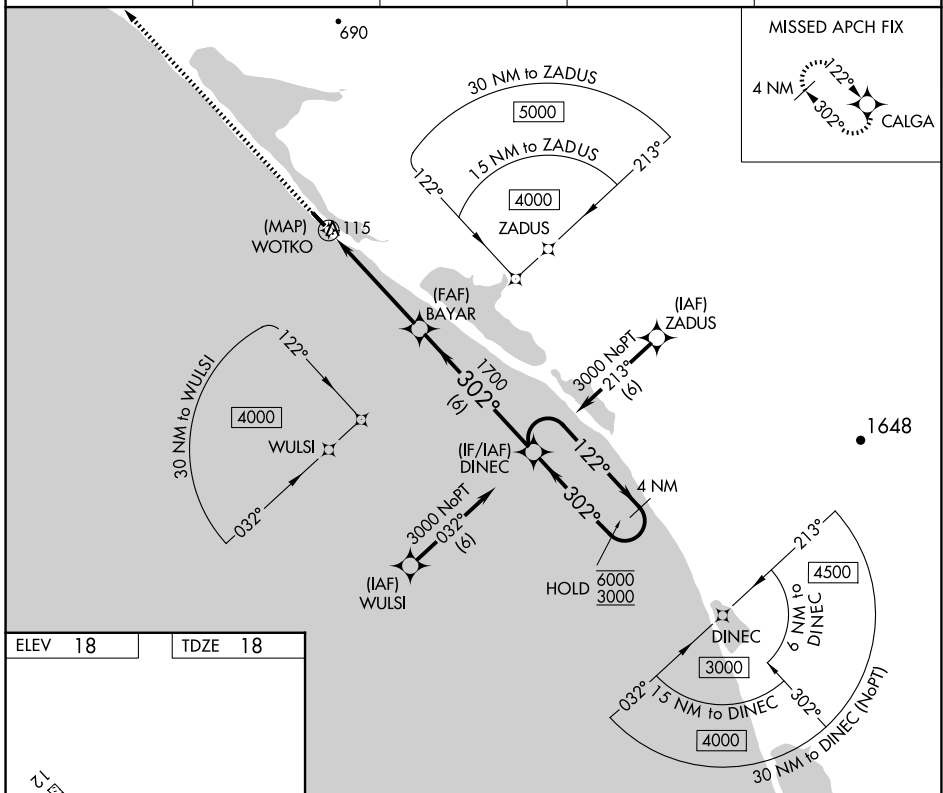 690
MISSED APCH FIX
4 NM
122°
302°
CALGA
30 NM to ZADUS
5000
15 NM to ZADUS
4000
122°
213°
ZADUS
(MAP)
WOTKO
115
(FAF)
BAYAR
(IAF)
ZADUS
3000 NoPT
213°
(6)
1700
302°
(6)
30 NM to WULSI
122°
4000
WULSI
032°
1648
(IF/IAF)
DINEC
122°
302°
4 NM
3000 NoPT
032°
(6)
(IAF)
WULSI
HOLD 6000
3000
213°
4500
6 NM to
DINEC
DINEC
3000
032°
15 NM to DINEC
302°
4000
30 NM to DINEC (NoPT)
ELEV 18
TDZE 18
12